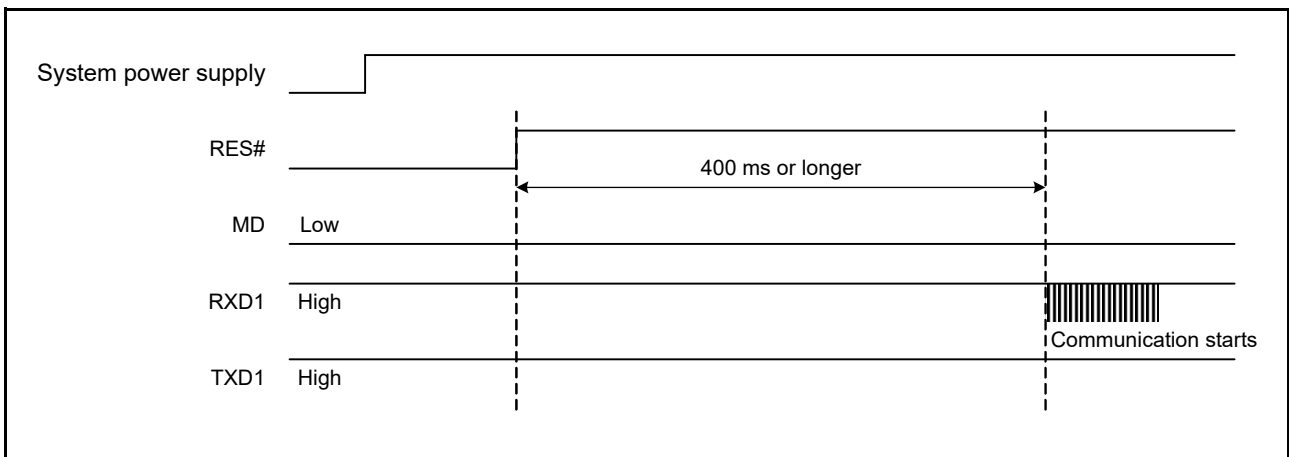 System power supply
RES#
400 ms or longer
MD Low
RXD1 High
Communication starts
TXD1 High